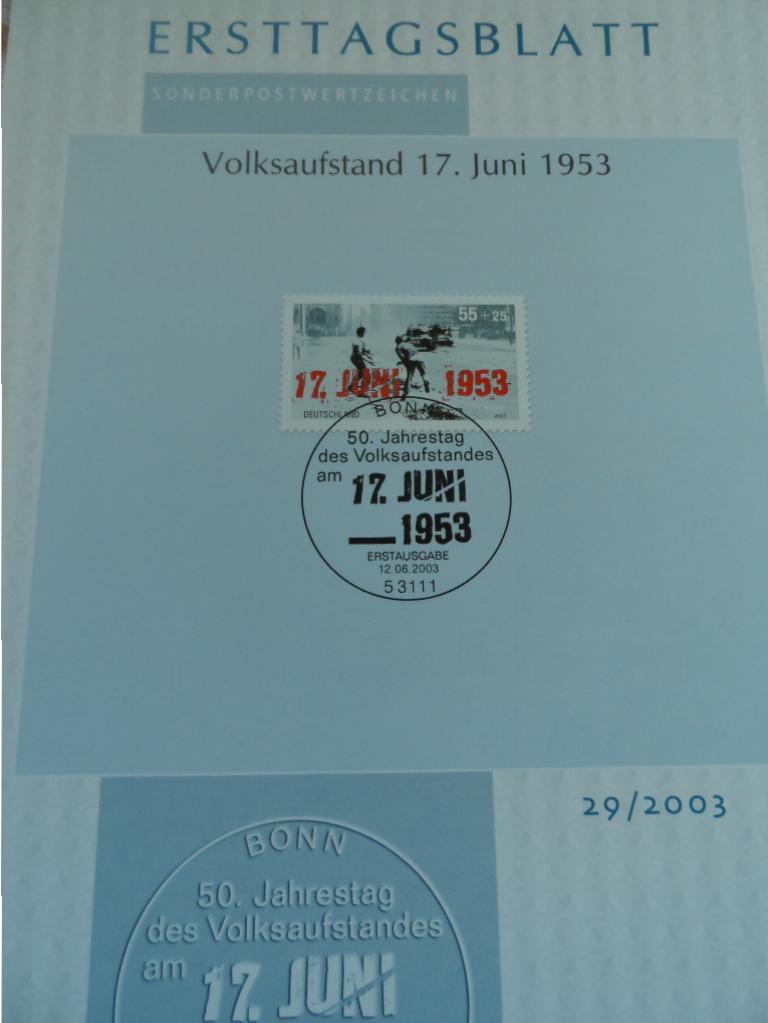 ERSTTAGSBLATT
SONDERPOSTWERTZEICHEN
Volksaufstand 17. Juni 1953
55+25
17. JUNI 1953
DEUTSCHLAND 2003
BONN
50. Jahrestag
des Volksaufstandes
am 17. JUNI
1953
ERSTAUSGABE
12.06.2003
53111
29/2003
BONN
50. Jahrestag
des Volksaufstandes
am 17. JUNI